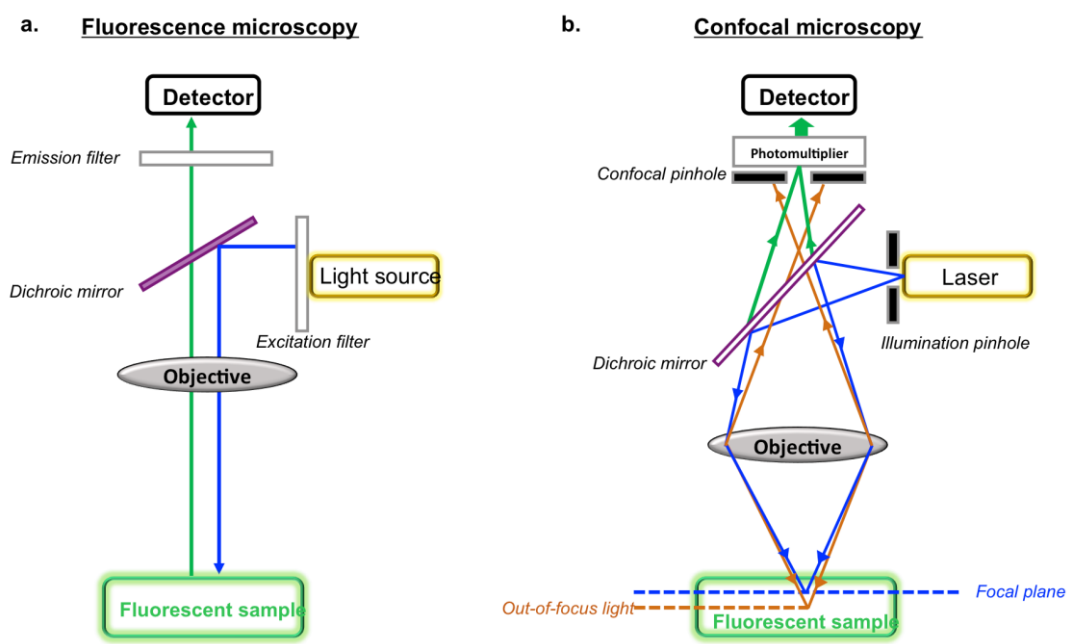 a.
Fluorescence microscopy
Detector
Emission filter
Light source
Dichroic mirror
Excitation filter
Objective
Fluorescent sample
b.
Confocal microscopy
Detector
Photomultiplier
Confocal pinhole
Laser
Illumination pinhole
Dichroic mirror
Objective
Focal plane
Out-of-focus light
Fluorescent sample